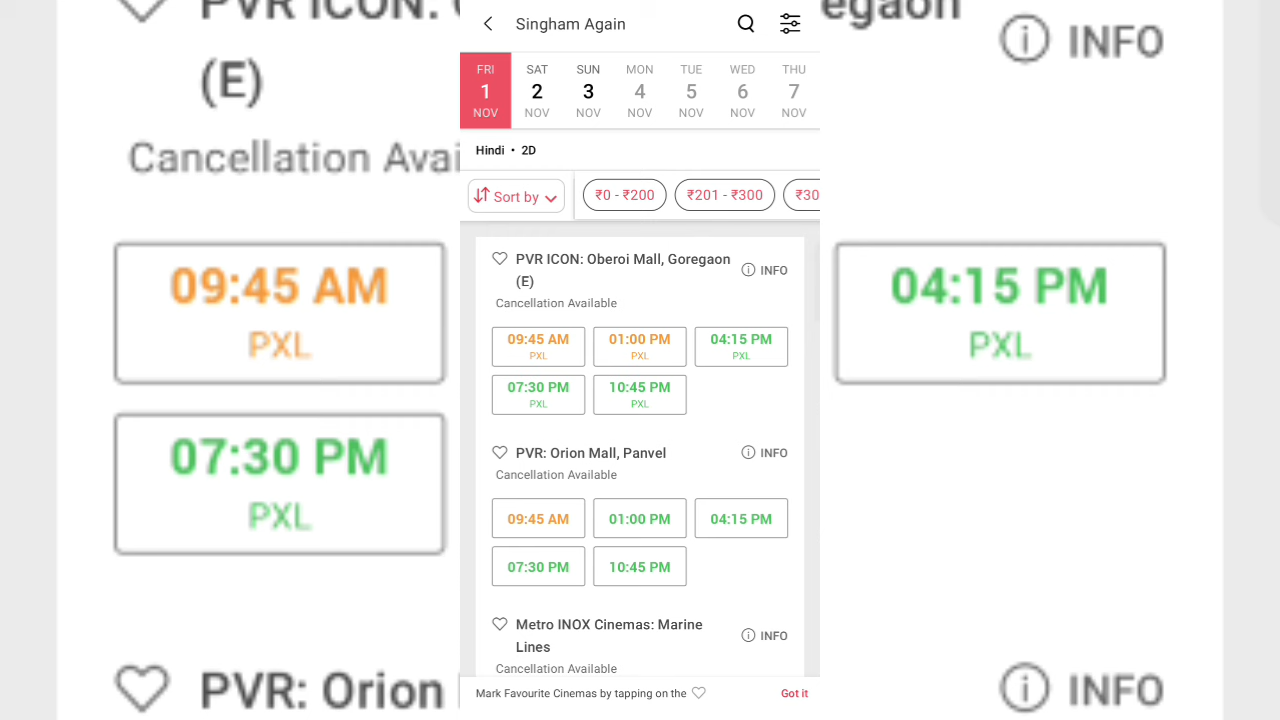 Singham Again
FRI SAT SUN MON TUE WED THU
1 2 3 4 5 6 7
NOV NOV NOV NOV NOV NOV NOV
Hindi • 2D
Sort by ₹0 - ₹200 ₹201 - ₹300 ₹30
PVR ICON: Oberoi Mall, Goregaon
(E)
INFO
Cancellation Available
09:45 AM 01:00 PM 04:15 PM
PXL PXL PXL
07:30 PM 10:45 PM
PXL PXL
PVR: Orion Mall, Panvel INFO
Cancellation Available
09:45 AM 01:00 PM 04:15 PM
07:30 PM 10:45 PM
Metro INOX Cinemas: Marine
Lines
INFO
Cancellation Available
Mark Favourite Cinemas by tapping on the Got it
PVR ICON: egaon
(E)
INFO
Cancellation Avai
09:45 AM 04:15 PM
PXL PXL
07:30 PM
PXL
PVR: Orion INFO